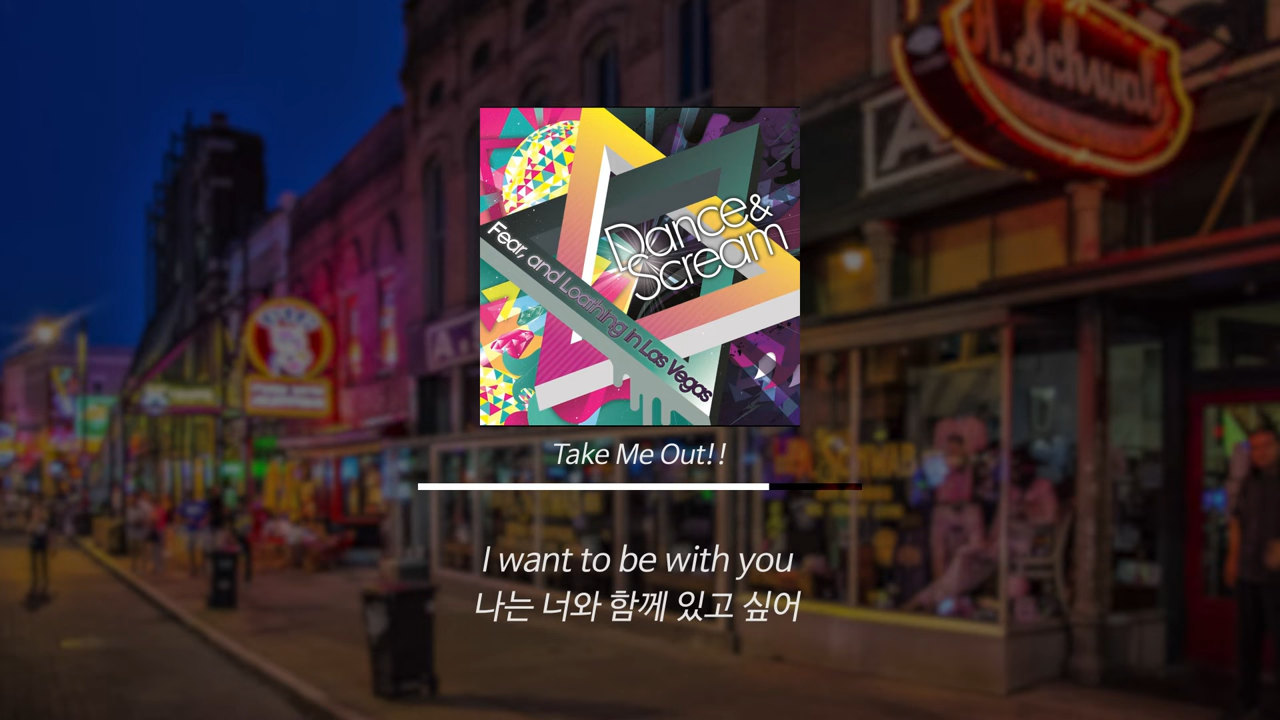 A. Schwab
A.
Dance&
Scream
Fear, and Loathing in Las Vegas
Take Me Out!!
I want to be with you
나는 너와 함께 있고 싶어